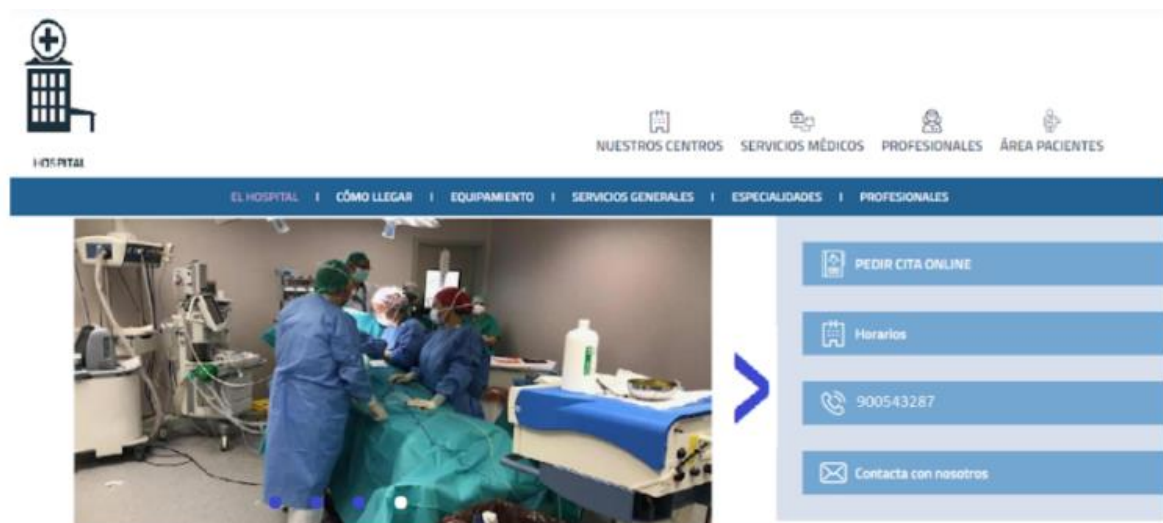 HOSPITAL
NUESTROS CENTROS SERVICIOS MÉDICOS PROFESIONALES ÁREA PACIENTES
EL HOSPITAL I CÓMO LLEGAR I EQUIPAMIENTO I SERVICIOS GENERALES I ESPECIALIDADES I PROFESIONALES
PEDIR CITA ONLINE
Horarios
900543287
Contacta con nosotros